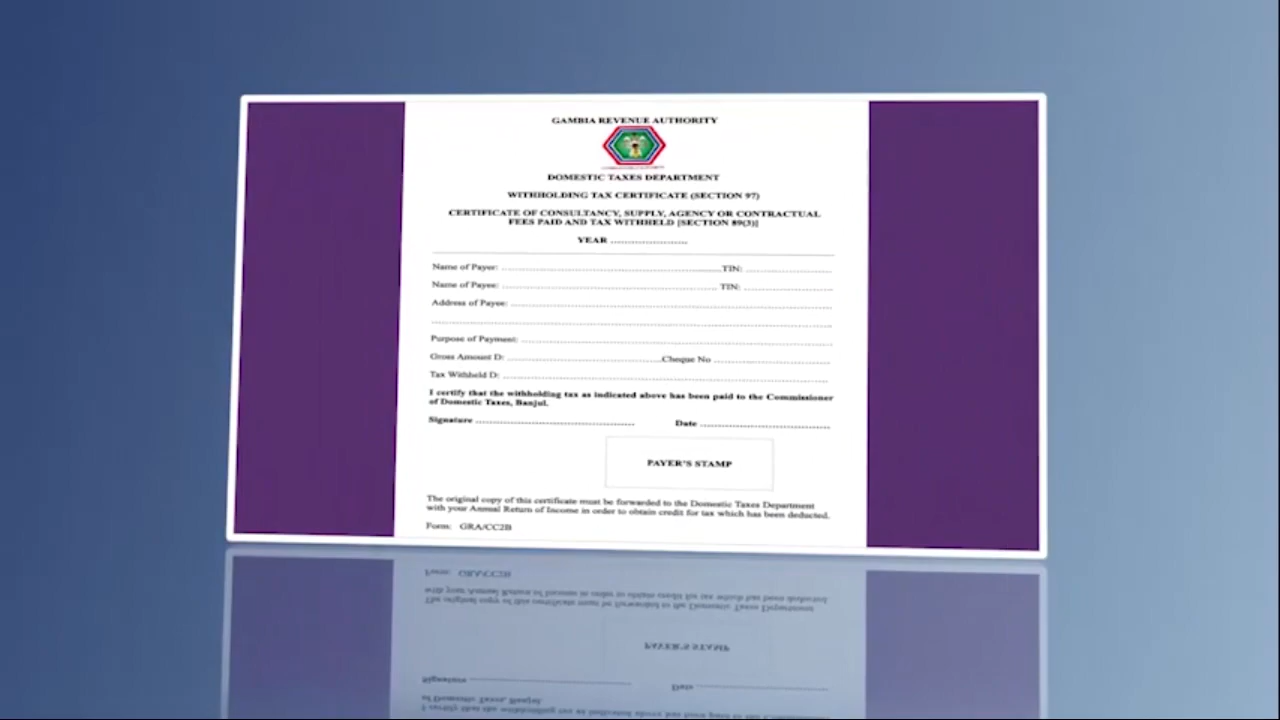 GAMBIA REVENUE AUTHORITY
DOMESTIC TAXES DEPARTMENT
WITHHOLDING TAX CERTIFICATE (SECTION 97)
CERTIFICATE OF CONSULTANCY, SUPPLY, AGENCY OR CONTRACTUAL
FEES PAID AND TAX WITHHELD [SECTION 89(3)]
YEAR ........................
Name of Payer: ........................................................................TIN: ............................
Name of Payee: ....................................................................... TIN: ............................
Address of Payee: ..........................................................................................................
Purpose of Payment: ......................................................................................................
Gross Amount D: ...................................................Cheque No .......................................
Tax Withheld D: ............................................................................................................
I certify that the withholding tax as indicated above has been paid to the Commissioner
of Domestic Taxes, Banjul.
Signature ..................................................... Date ...........................................
PAYER'S STAMP
The original copy of this certificate must be forwarded to the Domestic Taxes Department
with your Annual Return of Income in order to obtain credit for tax which has been deducted.
Form: GRA/CC2B